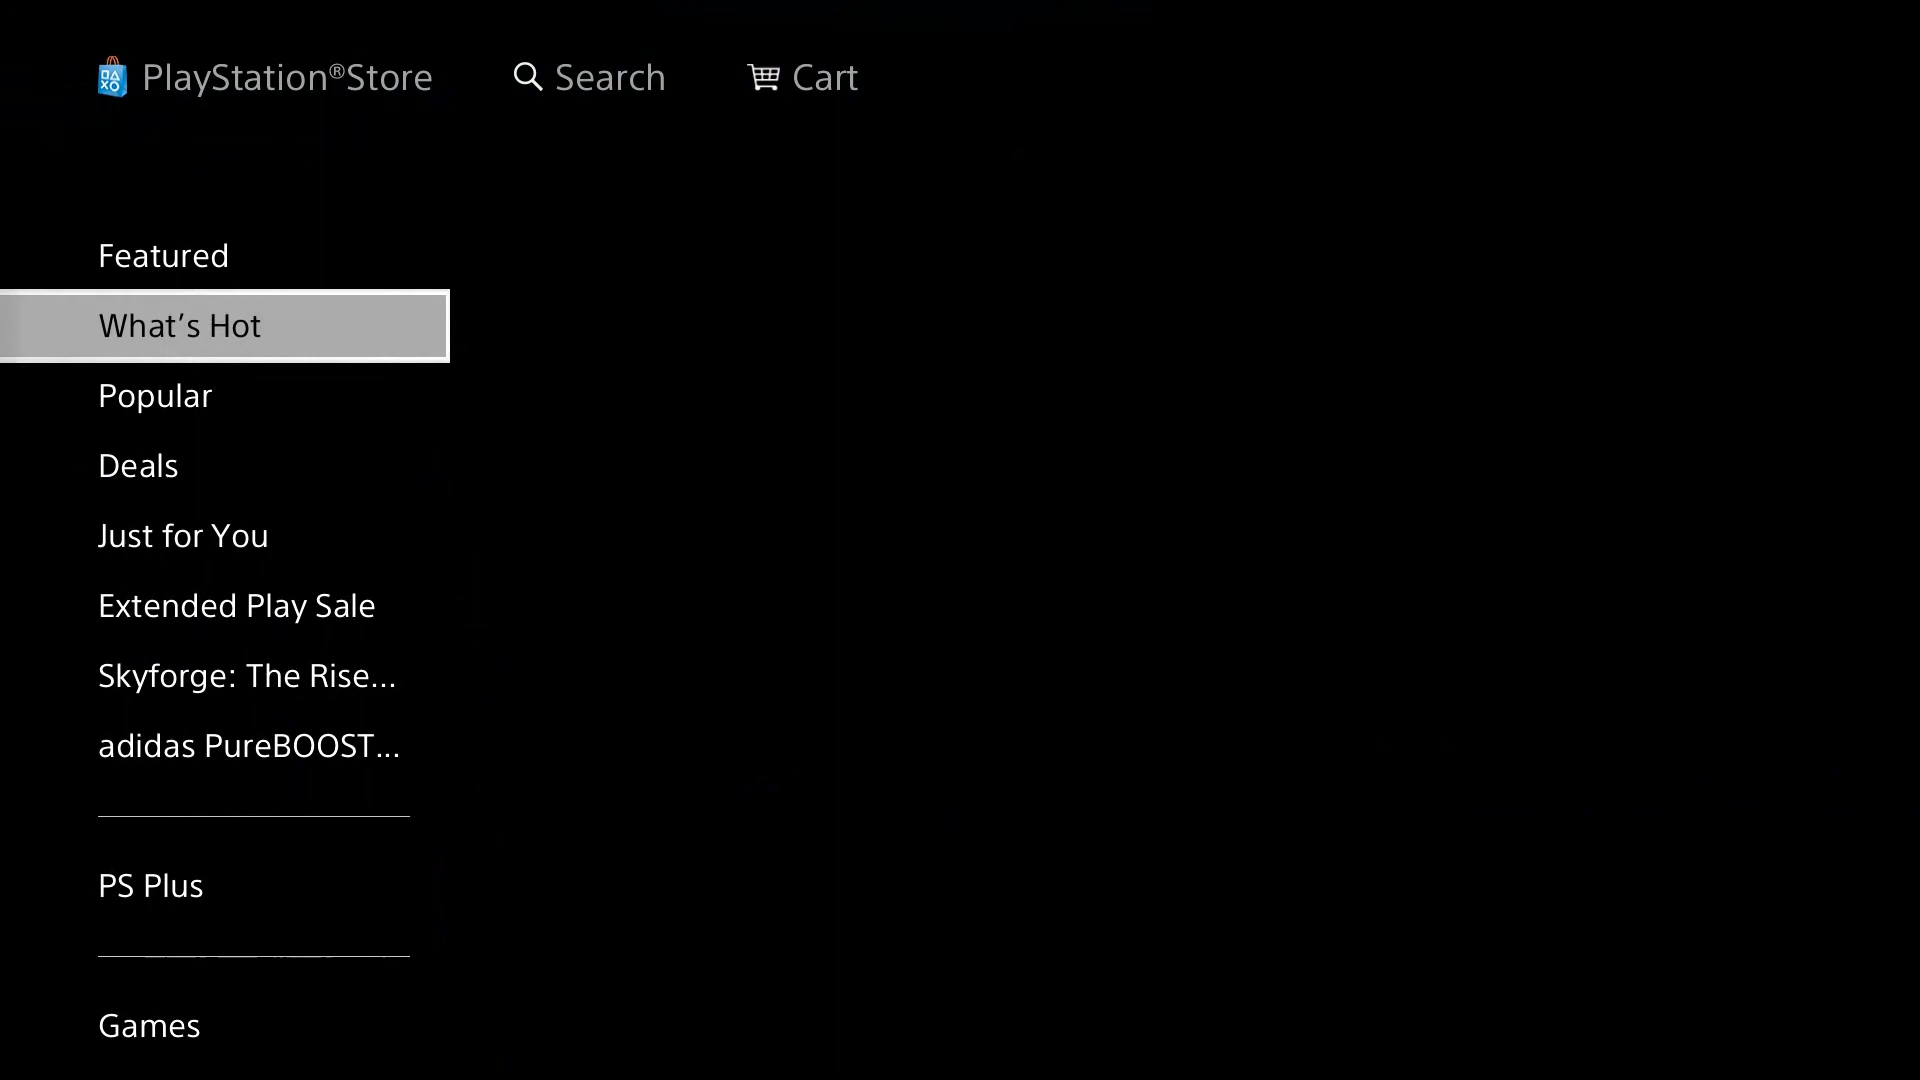 PlayStation®Store Search Cart
Featured
What’s Hot
Popular
Deals
Just for You
Extended Play Sale
Skyforge: The Rise...
adidas PureBOOST...
PS Plus
Games